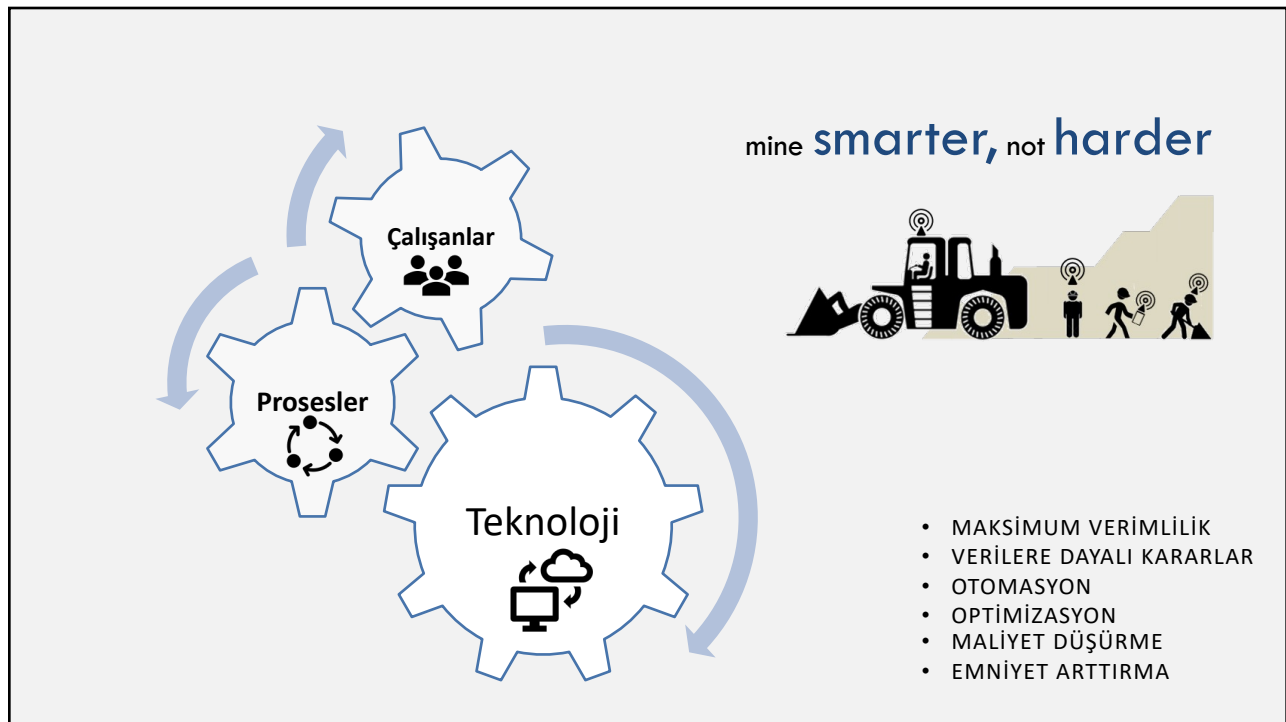 mine smarter, not harder
Çalışanlar
Prosesler
Teknoloji
• MAKSİMUM VERİMLİLİK
• VERİLERE DAYALI KARARLAR
• OTOMASYON
• OPTİMİZASYON
• MALİYET DÜŞÜRME
• EMNİYET ARTTIRMA